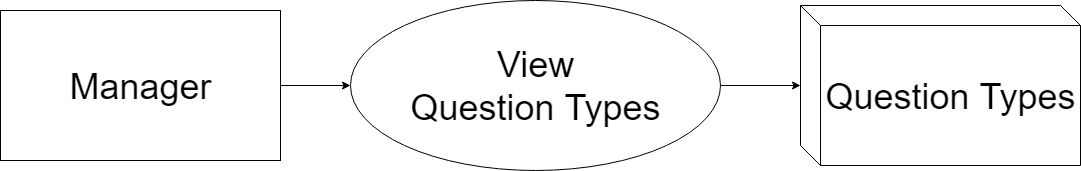 Manager
View
Question Types
Question Types